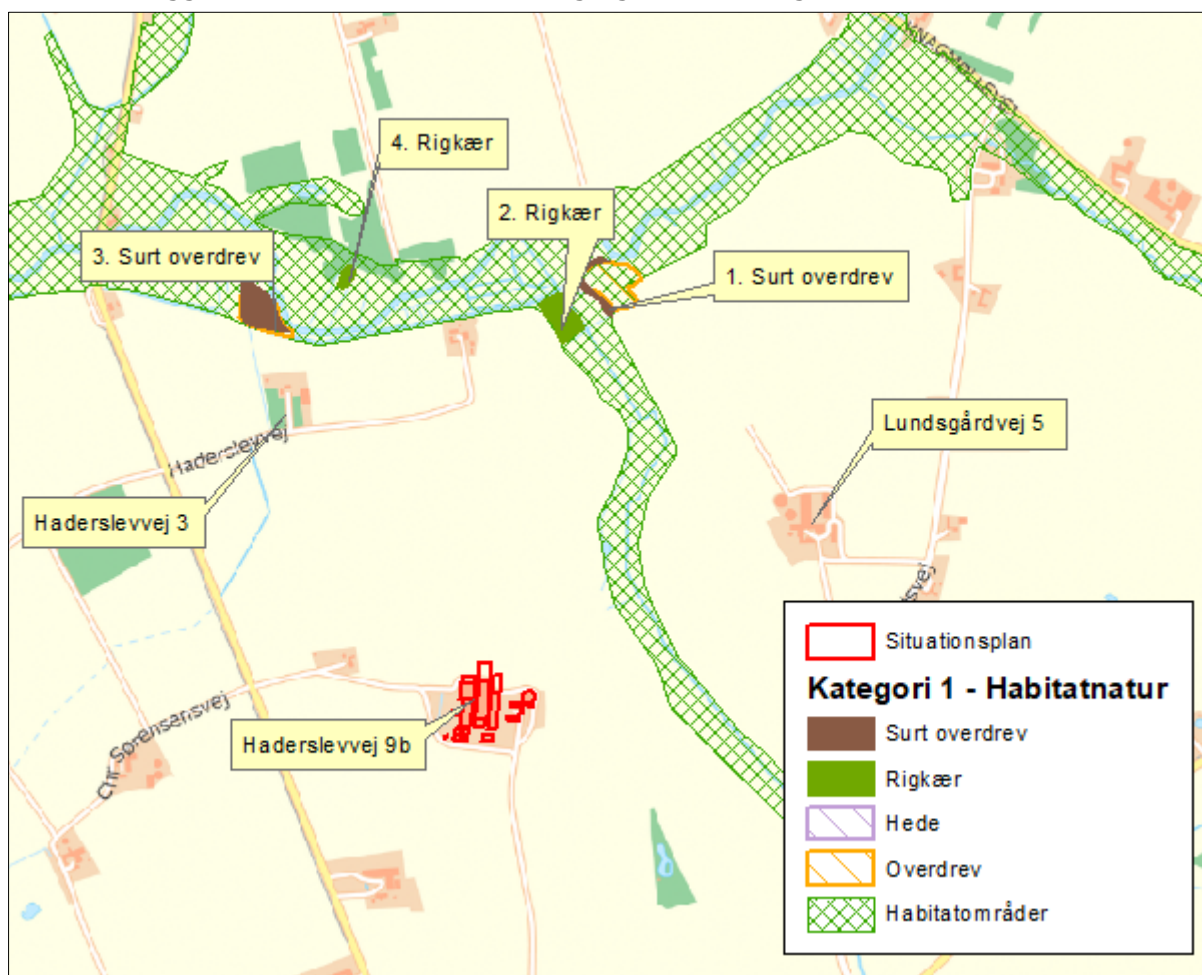 4. Rigkær
2. Rigkær
3. Surt overdrev
1. Surt overdrev
Lundsgårdvej 5
Haderslevvej
Haderslevvej 3
Chr Sørensensvej
Haderslevvej 9b
Situationsplan
Kategori 1 - Habitatnatur
Surt overdrev
Rigkær
Hede
Overdrev
Habitatområder